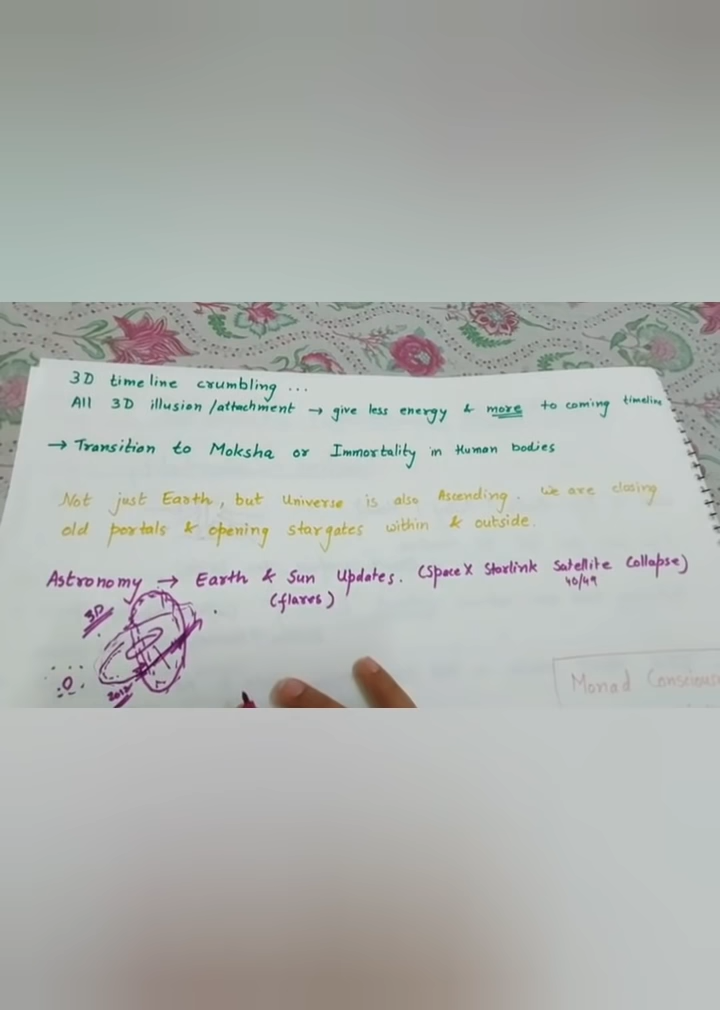 3D timeline crumbling ...
All 3D illusion/attachment → give less energy & more to coming timeline
→ Transition to Moksha or Immortality in Human bodies
Not just Earth, but Universe is also Ascending. We are closing
old portals & opening stargates within & outside.
Astronomy → Earth & Sun Updates. (SpaceX Starlink Satellite Collapse)
(flares) 40/49
3D
2012
Monad Conscious